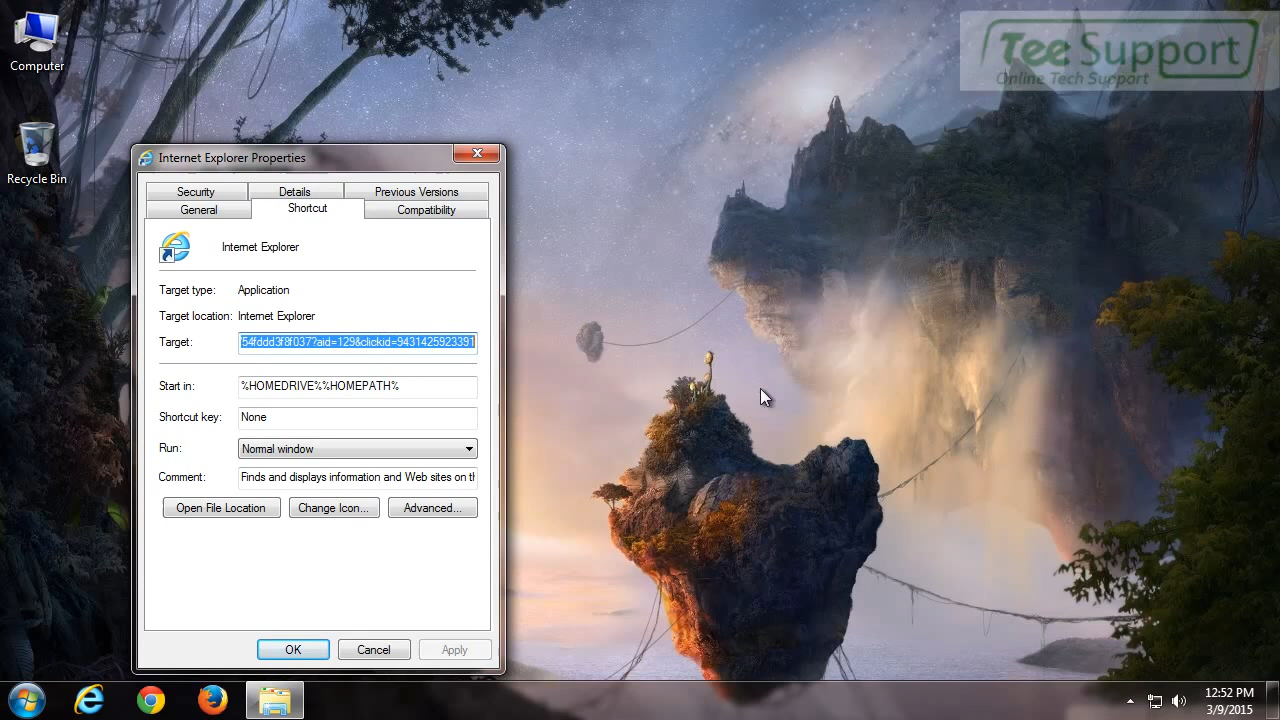 Computer
Recycle Bin
Tee Support
Online Tech Support
Internet Explorer Properties
Security
Details
Previous Versions
General
Shortcut
Compatibility
Internet Explorer
Target type: Application
Target location: Internet Explorer
Target: 54fddd3f8f037?aid=129&clickid=9431425923391
Start in: %HOMEDRIVE%%HOMEPATH%
Shortcut key: None
Run: Normal window
Comment: Finds and displays information and Web sites on th
Open File Location
Change Icon...
Advanced...
OK
Cancel
Apply
12:52 PM
3/9/2015